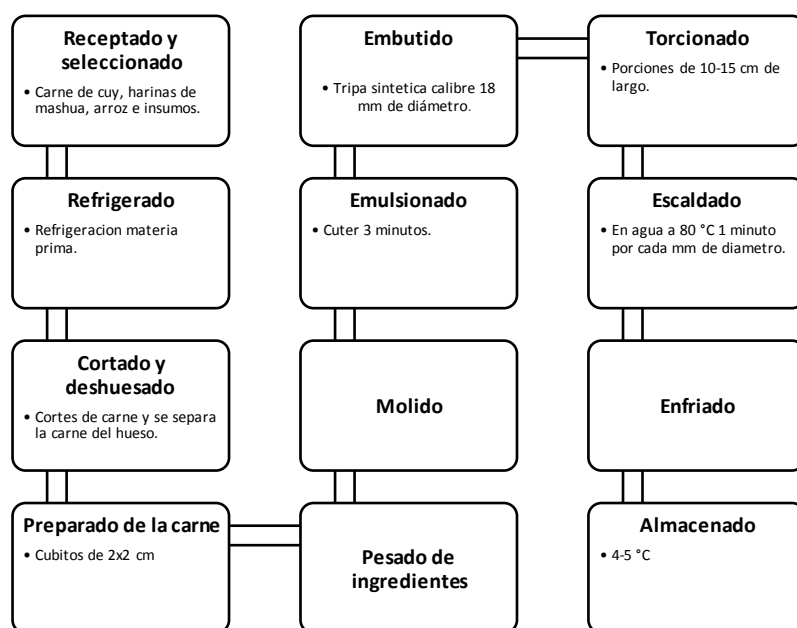 Receptado y
seleccionado
• Carne de cuy, harinas de
mashua, arroz e insumos.
Refrigerado
• Refrigeracion materia
prima.
Cortado y
deshuesado
• Cortes de carne y se separa
la carne del hueso.
Preparado de la carne
• Cubitos de 2x2 cm
Pesado de
ingredientes
Molido
Emulsionado
• Cuter 3 minutos.
Embutido
• Tripa sintetica calibre 18
mm de diámetro.
Torcionado
• Porciones de 10-15 cm de
largo.
Escaldado
• En agua a 80 °C 1 minuto
por cada mm de diametro.
Enfriado
Almacenado
• 4-5 °C